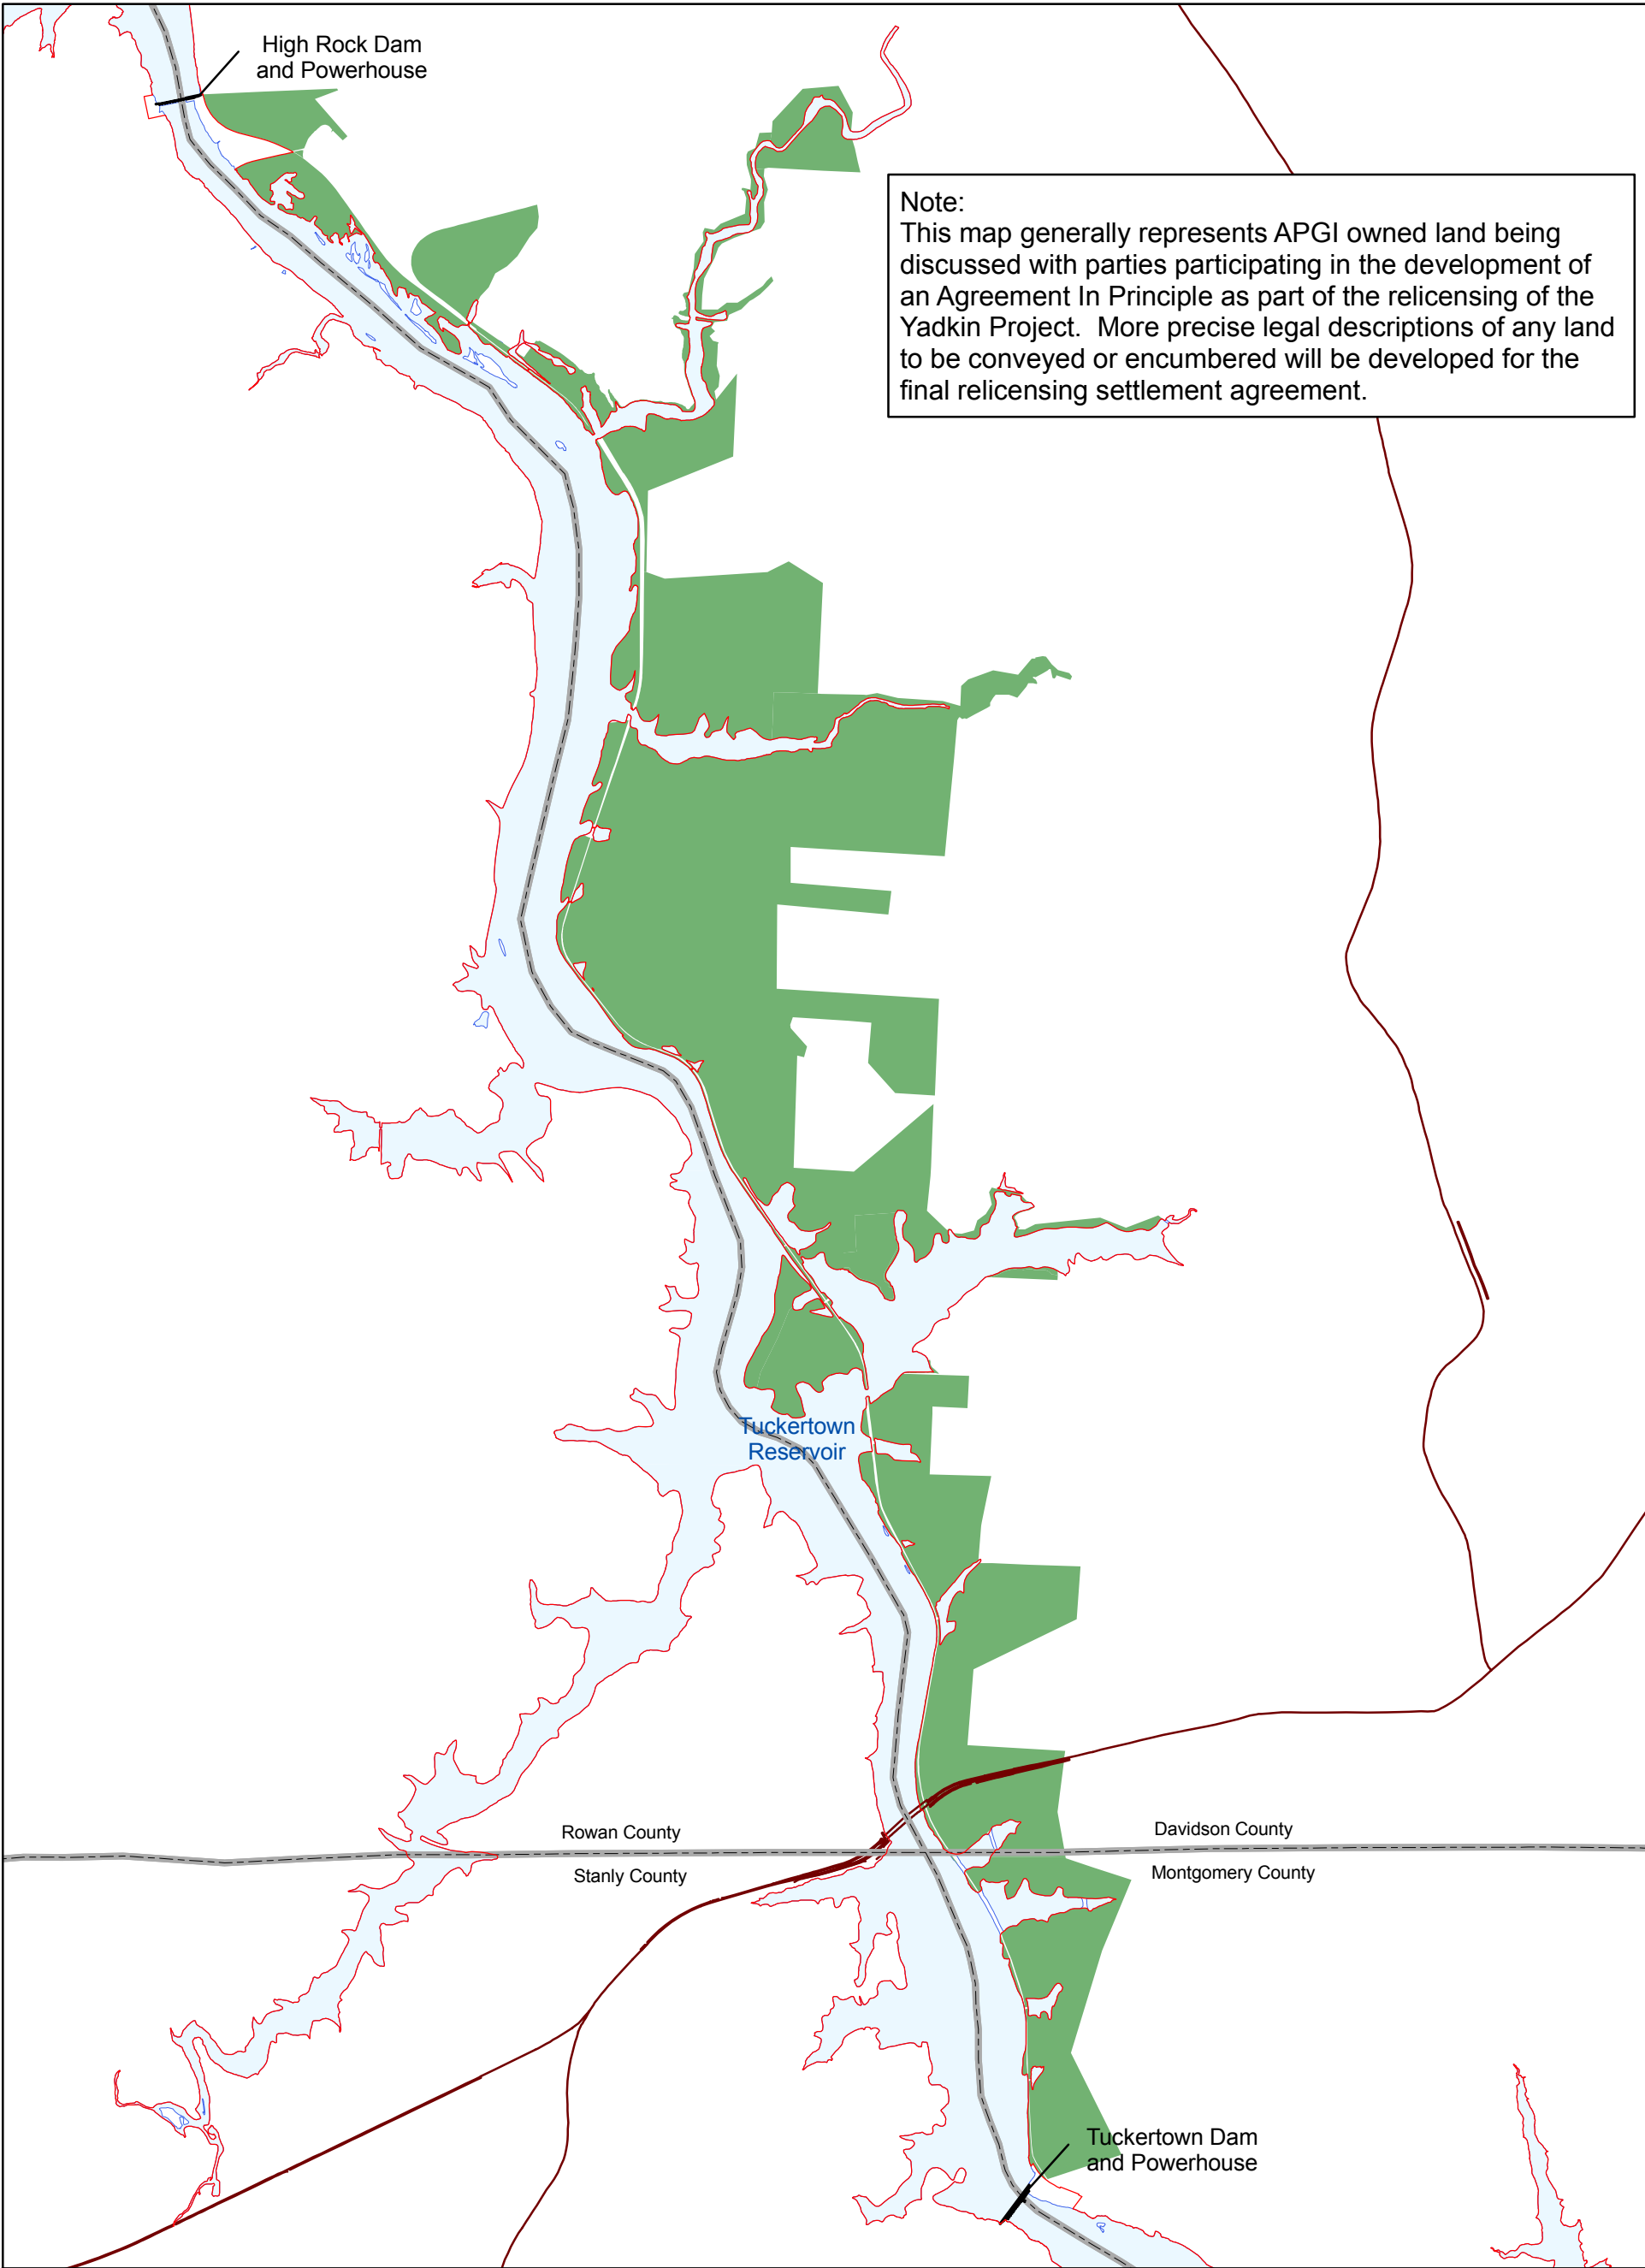 High Rock Dam
and Powerhouse
Note:
This map generally represents APGI owned land being
discussed with parties participating in the development of
an Agreement In Principle as part of the relicensing of the
Yadkin Project.  More precise legal descriptions of any land
to be conveyed or encumbered will be developed for the
final relicensing settlement agreement.
Tuckertown
Reservoir
Rowan County
Davidson County
Stanly County
Montgomery County
Tuckertown Dam
and Powerhouse